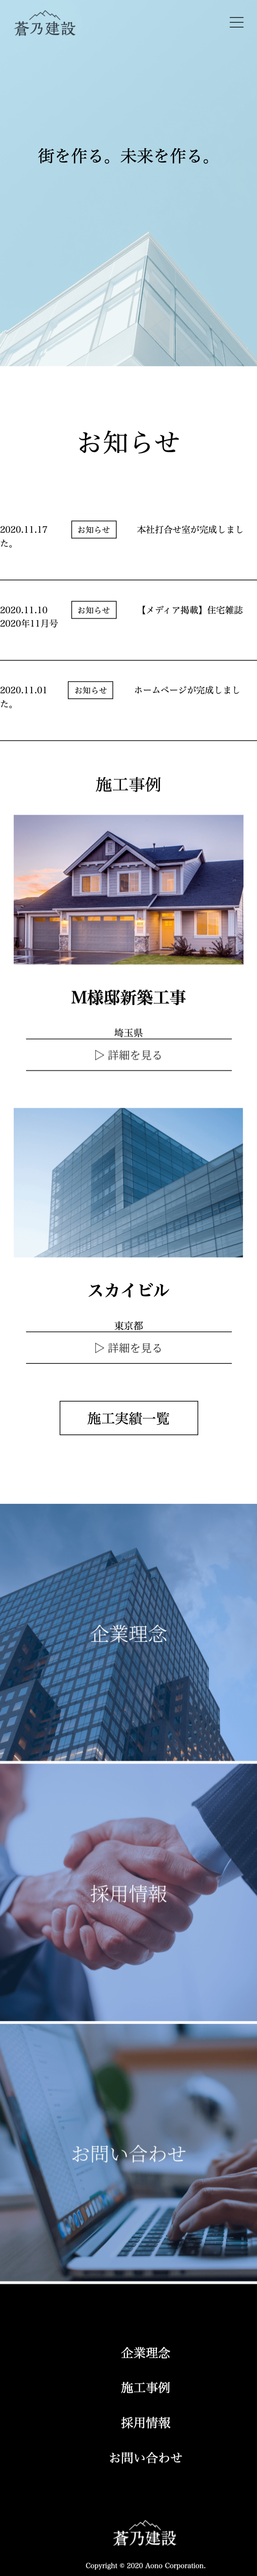 蒼乃建設
街を作る。未来を作る。
お知らせ
2020.11.17 お知らせ 本社打合せ室が完成しまし
た。
2020.11.10 お知らせ 【メディア掲載】住宅雑誌
2020年11月号
2020.11.01 お知らせ ホームページが完成しまし
た。
施工事例
M様邸新築工事
埼玉県
▷ 詳細を見る
スカイビル
東京都
▷ 詳細を見る
施工実績一覧
企業理念
採用情報
お問い合わせ
企業理念
施工事例
採用情報
お問い合わせ
蒼乃建設
Copyright © 2020 Aono Corporation.